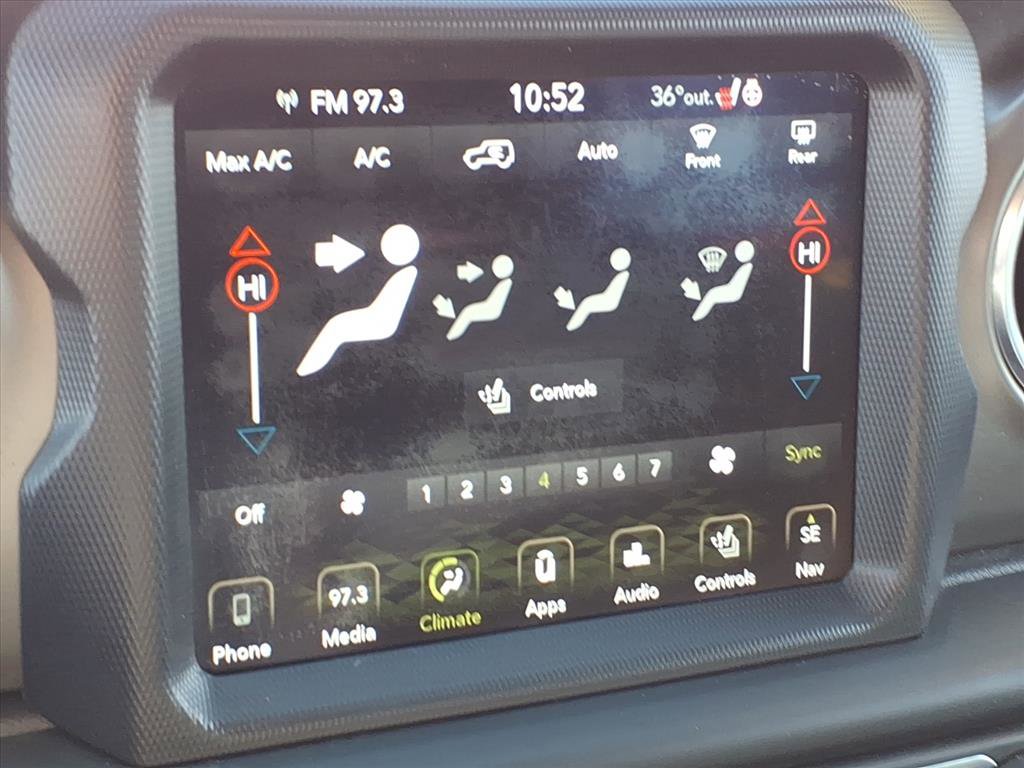 FM 97.3 10:52 36°out.
Max A/C A/C Auto Front Rear
HI HI
Controls
Off 1 2 3 4 5 6 7 Sync
97.3 SE
Phone Media Climate Apps Audio Controls Nav